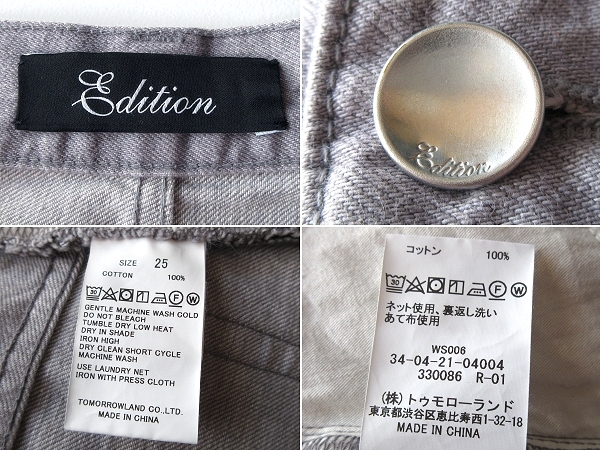 Edition
Edition
SIZE 25
COTTON 100%
30
F W
GENTLE MACHINE WASH COLD
DO NOT BLEACH
TUMBLE DRY LOW HEAT
DRY IN SHADE
IRON HIGH
DRY CLEAN SHORT CYCLE
MACHINE WASH
USE LAUNDRY NET
IRON WITH PRESS CLOTH
TOMORROWLAND CO.,LTD.
MADE IN CHINA
コットン 100%
30
F W
ネット使用、裏返し洗い
あて布使用
WS006
34-04-21-04004
330086 R-01
(株)トゥモローランド
東京都渋谷区恵比寿西1-32-18
MADE IN CHINA